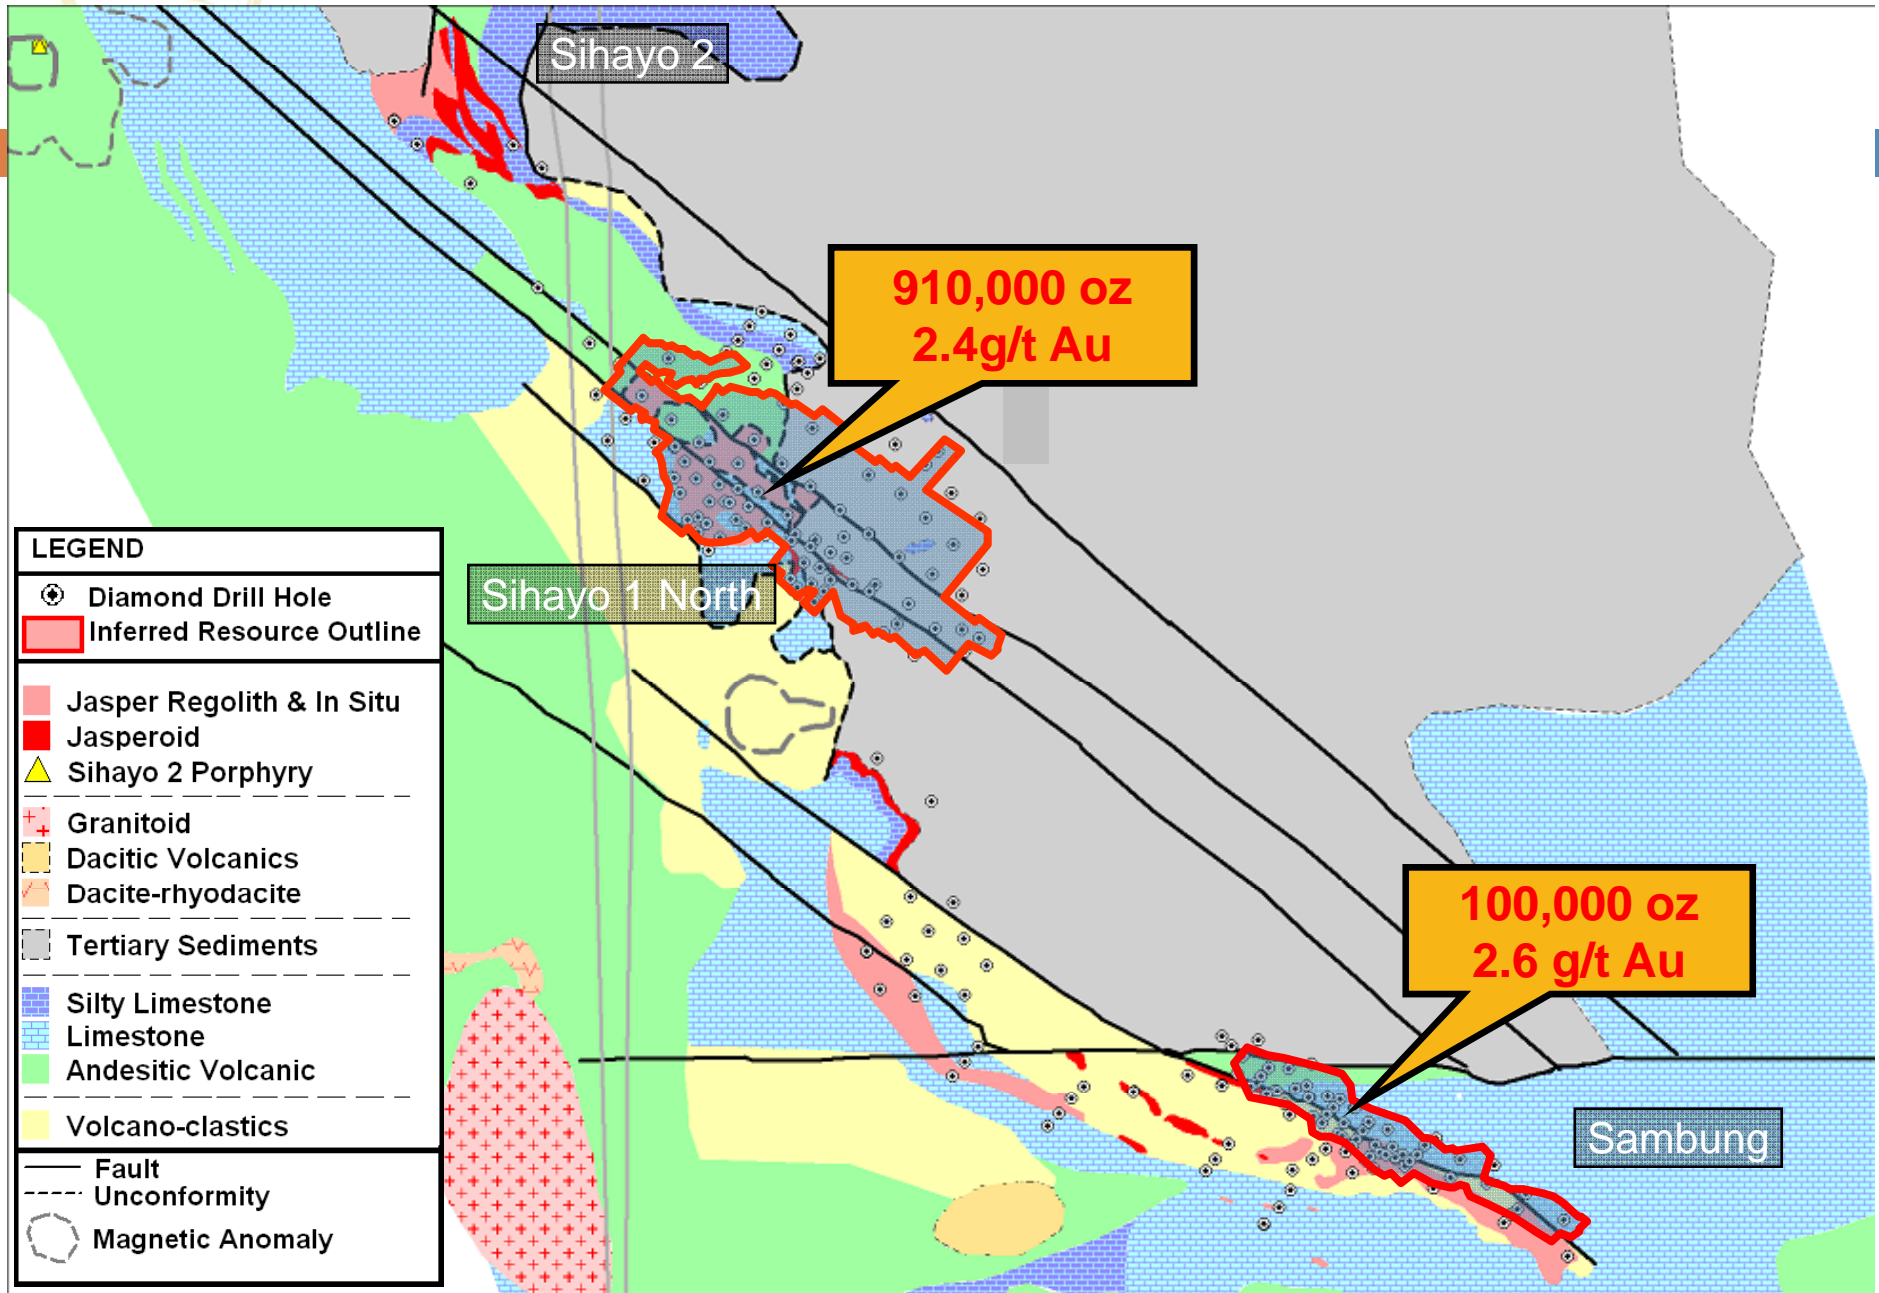 Sihayo 2
910,000 oz
2.4g/t Au
Sihayo 1 North
LEGEND
Diamond Drill Hole
Inferred Resource Outline
Jasper Regolith & In Situ
Jasperoid
Sihayo 2 Porphyry
Granitoid
Dacitic Volcanics
Dacite-rhyodacite
Tertiary Sediments
Silty Limestone
Limestone
Andesitic Volcanic
Volcano-clastics
Fault
Unconformity
Magnetic Anomaly
100,000 oz
2.6 g/t Au
Sambung